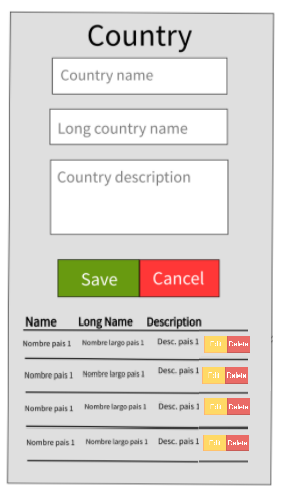 Country
Country name
Long country name
Country description
Save Cancel
Name Long Name Description
Nombre pais 1 Nombre largo pais 1 Desc. pais 1 Edit Delete
Nombre pais 1 Nombre largo pais 1 Desc. pais 1 Edit Delete
Nombre pais 1 Nombre largo pais 1 Desc. pais 1 Edit Delete
Nombre pais 1 Nombre largo pais 1 Desc. pais 1 Edit Delete